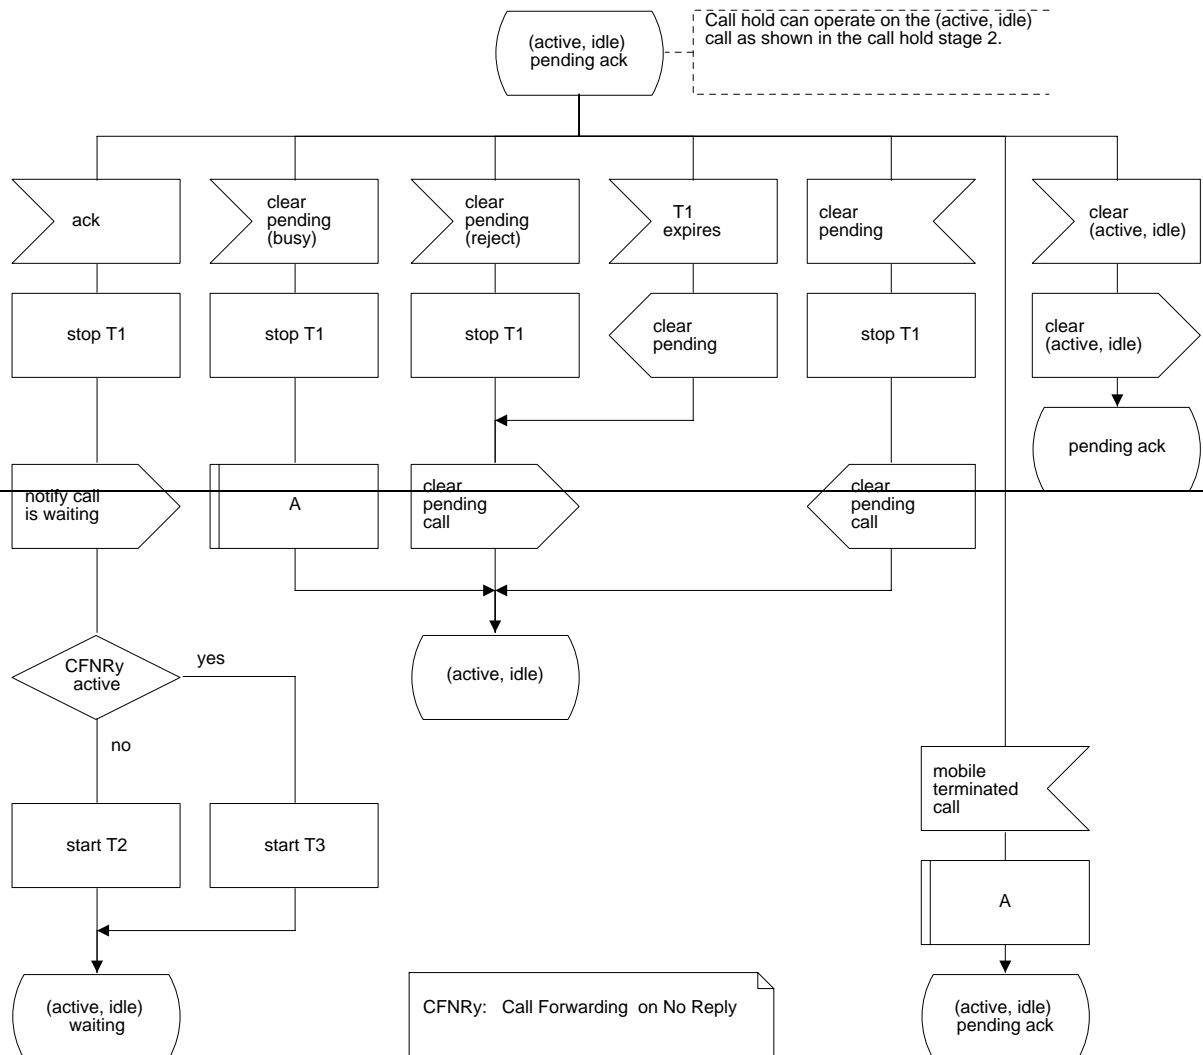 (active, idle)
pending ack
Call hold can operate on the (active, idle)
call as shown in the call hold stage 2.
ack
clear
pending
(busy)
clear
pending
(reject)
T1
expires
clear
pending
clear
(active, idle)
stop T1
stop T1
stop T1
clear
pending
stop T1
clear
(active, idle)
pending ack
notify call
is waiting
A
clear
pending
call
clear
pending
call
CFNRy
active
yes
no
(active, idle)
mobile
terminated
call
start T2
start T3
A
(active, idle)
waiting
CFNRy: Call Forwarding on No Reply
(active, idle)
pending ack